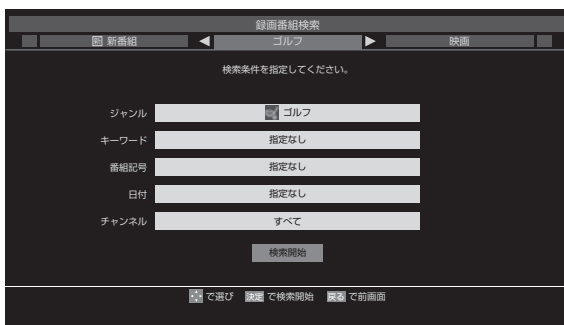 録画番組検索
新 新番組 ◀ ゴルフ ▶ 映画
検索条件を指定してください。
ジャンル ゴルフ
キーワード 指定なし
番組記号 指定なし
日付 指定なし
チャンネル すべて
検索開始
で選び 決定 で検索開始 戻る で前画面